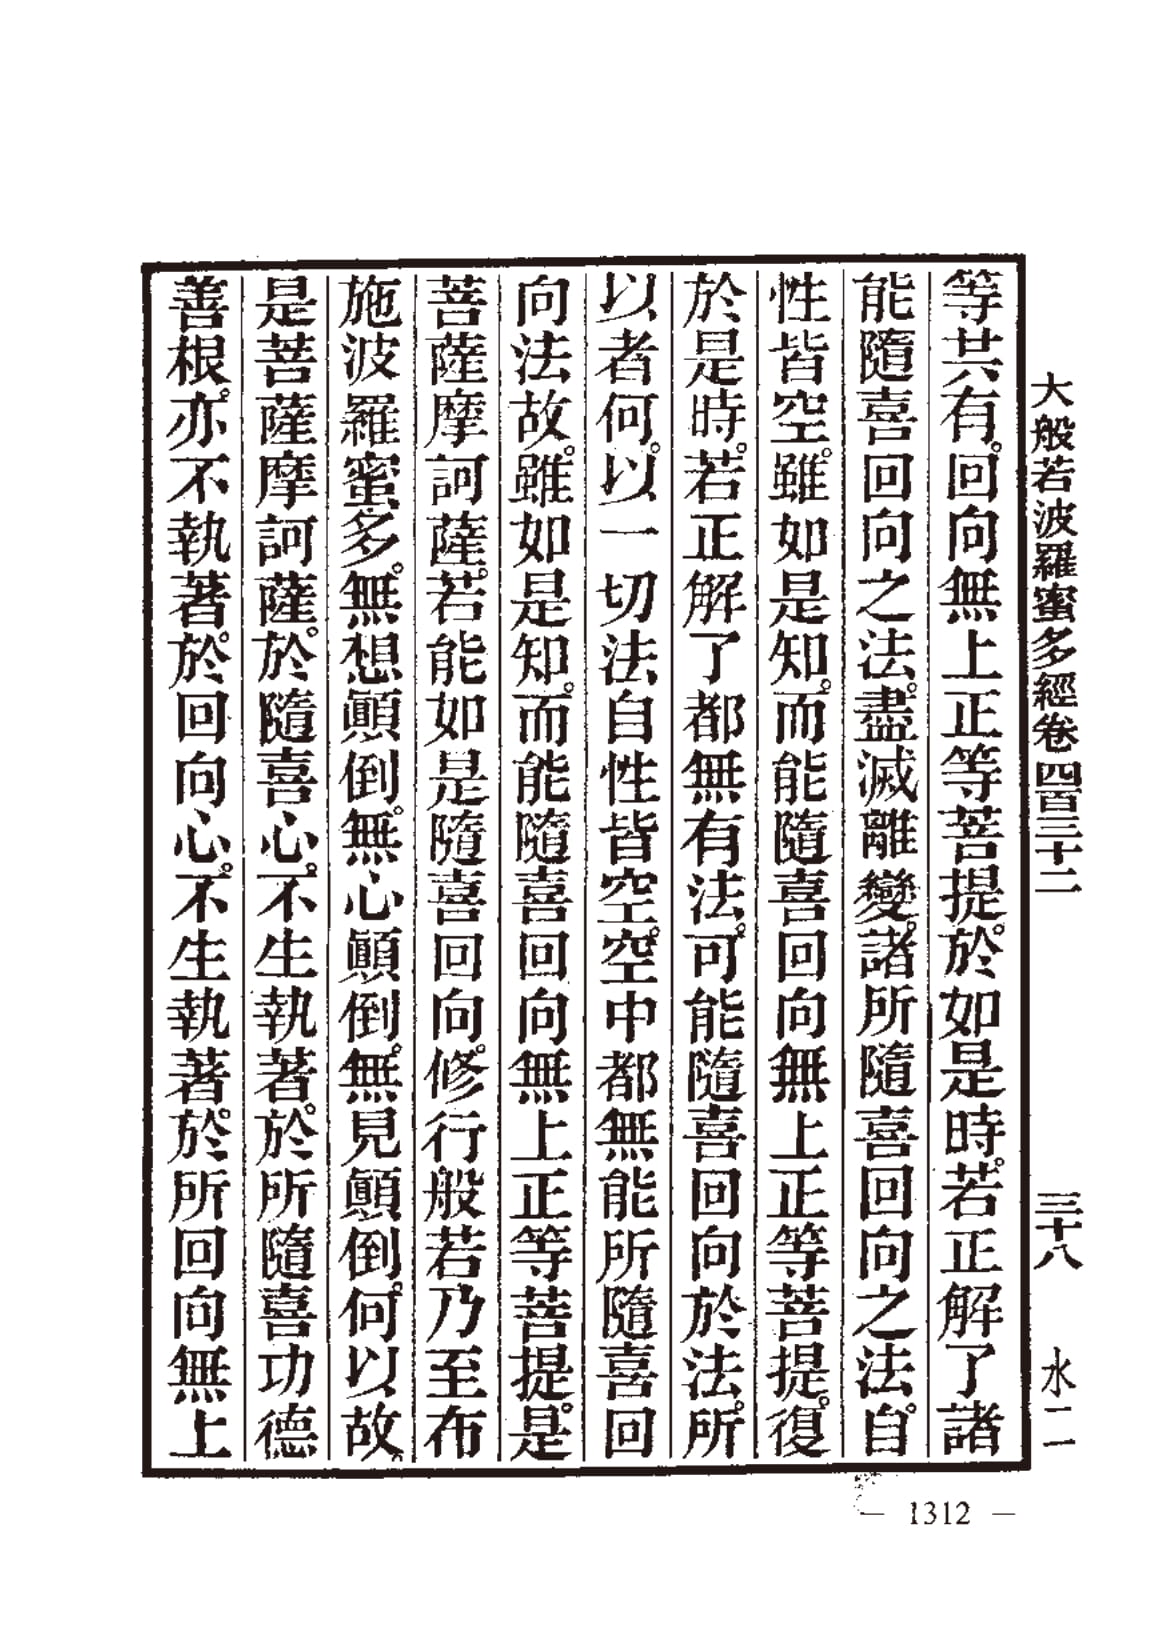 大般若波羅蜜多經卷四百三十二　三十八　水二
等共有。回向無上正等菩提。於如是時。若正解了諸
能隨喜回向之法。盡滅離變。諸所隨喜回向之法。自
性皆空。雖如是知。而能隨喜回向無上正等菩提。復
於是時。若正解了都無有法。可能隨喜回向於法。所
以者何。以一切法自性皆空。空中都無能所隨喜回
向法故。雖如是知。而能隨喜回向無上正等菩提。是
菩薩摩訶薩。若能如是隨喜回向。修行般若乃至布
施波羅蜜多。無想顚倒。無心顚倒。無見顚倒。何以故。
是菩薩摩訶薩。於隨喜心。不生執著。於所隨喜功德
善根。亦不執著。於回向心。不生執著。於所回向無上
— 1312 —